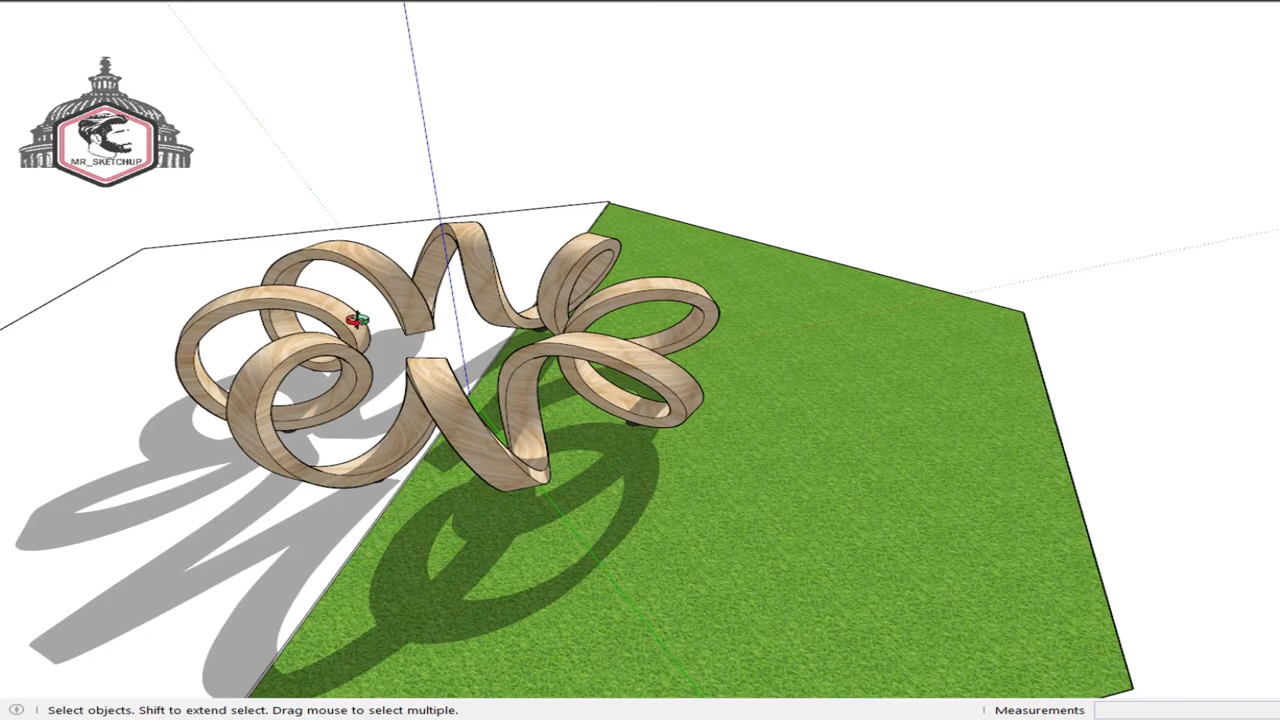 MR_SKETCHUP
Select objects. Shift to extend select. Drag mouse to select multiple.
Measurements